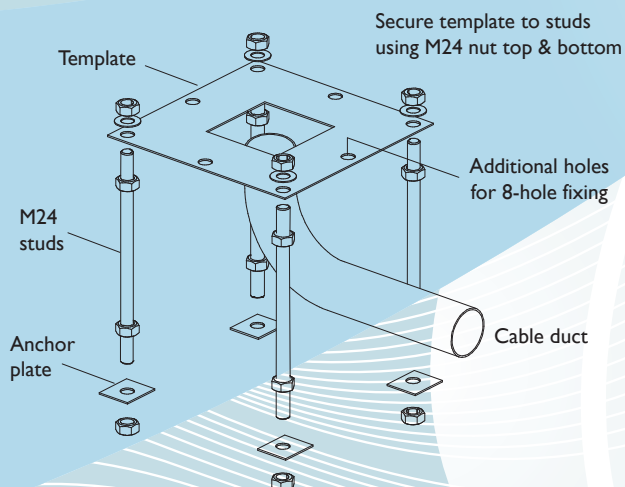 Secure template to studs
using M24 nut top & bottom
Template
Additional holes
for 8-hole fixing
M24
studs
Cable duct
Anchor
plate